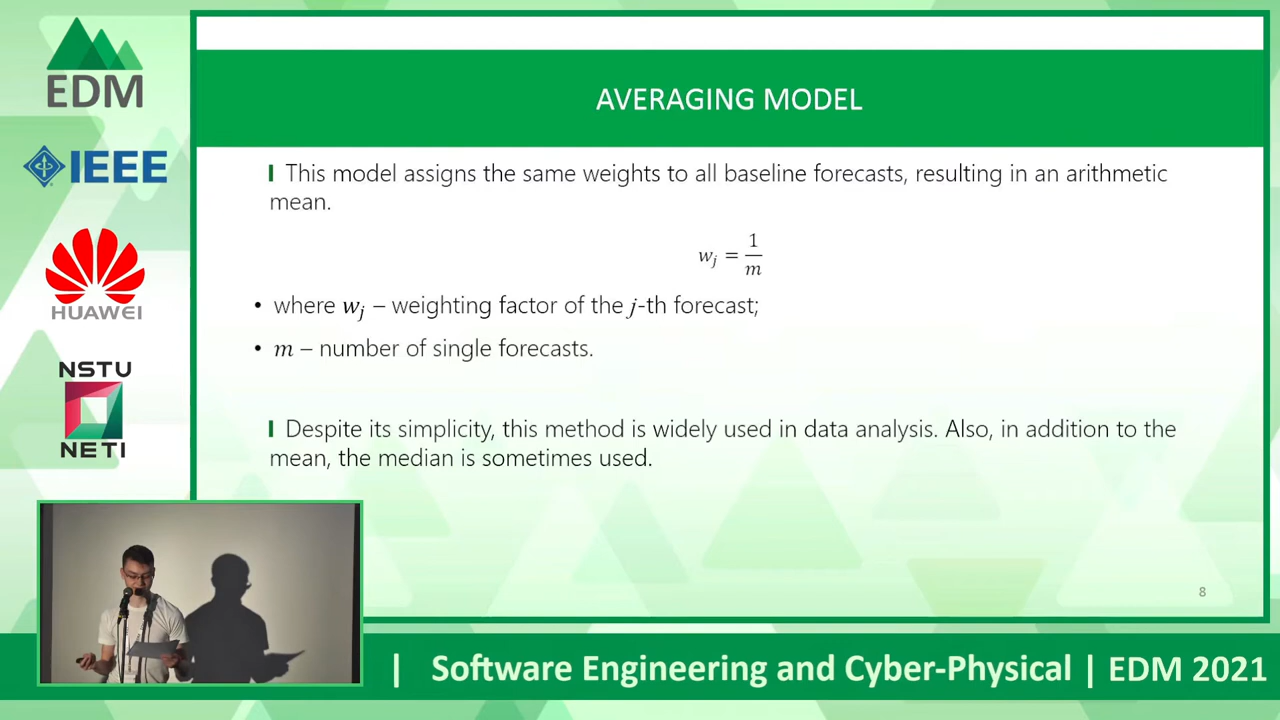 EDM
IEEE
HUAWEI
NSTU
NETI
AVERAGING MODEL
This model assigns the same weights to all baseline forecasts, resulting in an arithmetic
mean.
w_j = 1/m
• where w_j – weighting factor of the j-th forecast;
• m – number of single forecasts.
Despite its simplicity, this method is widely used in data analysis. Also, in addition to the
mean, the median is sometimes used.
8
| Software Engineering and Cyber-Physical | EDM 2021